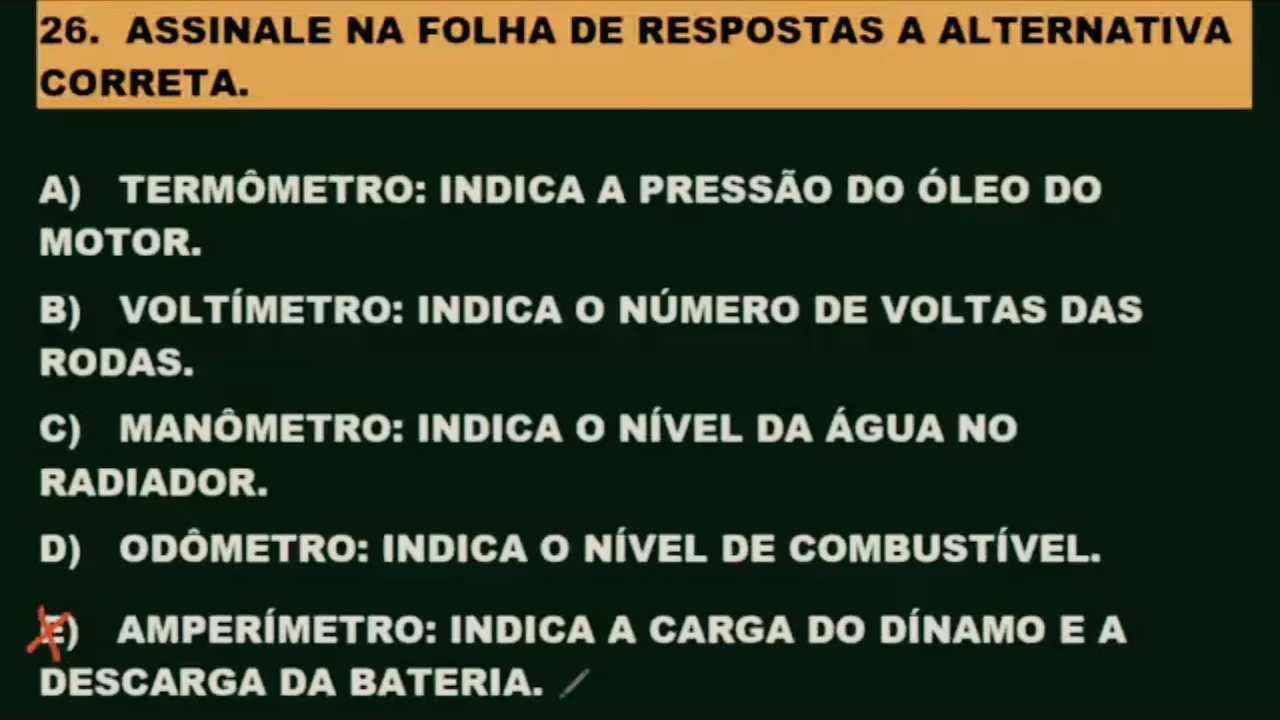 26. ASSINALE NA FOLHA DE RESPOSTAS A ALTERNATIVA
CORRETA.
A) TERMÔMETRO: INDICA A PRESSÃO DO ÓLEO DO
MOTOR.
B) VOLTÍMETRO: INDICA O NÚMERO DE VOLTAS DAS
RODAS.
C) MANÔMETRO: INDICA O NÍVEL DA ÁGUA NO
RADIADOR.
D) ODÔMETRO: INDICA O NÍVEL DE COMBUSTÍVEL.
E) AMPERÍMETRO: INDICA A CARGA DO DÍNAMO E A
DESCARGA DA BATERIA.